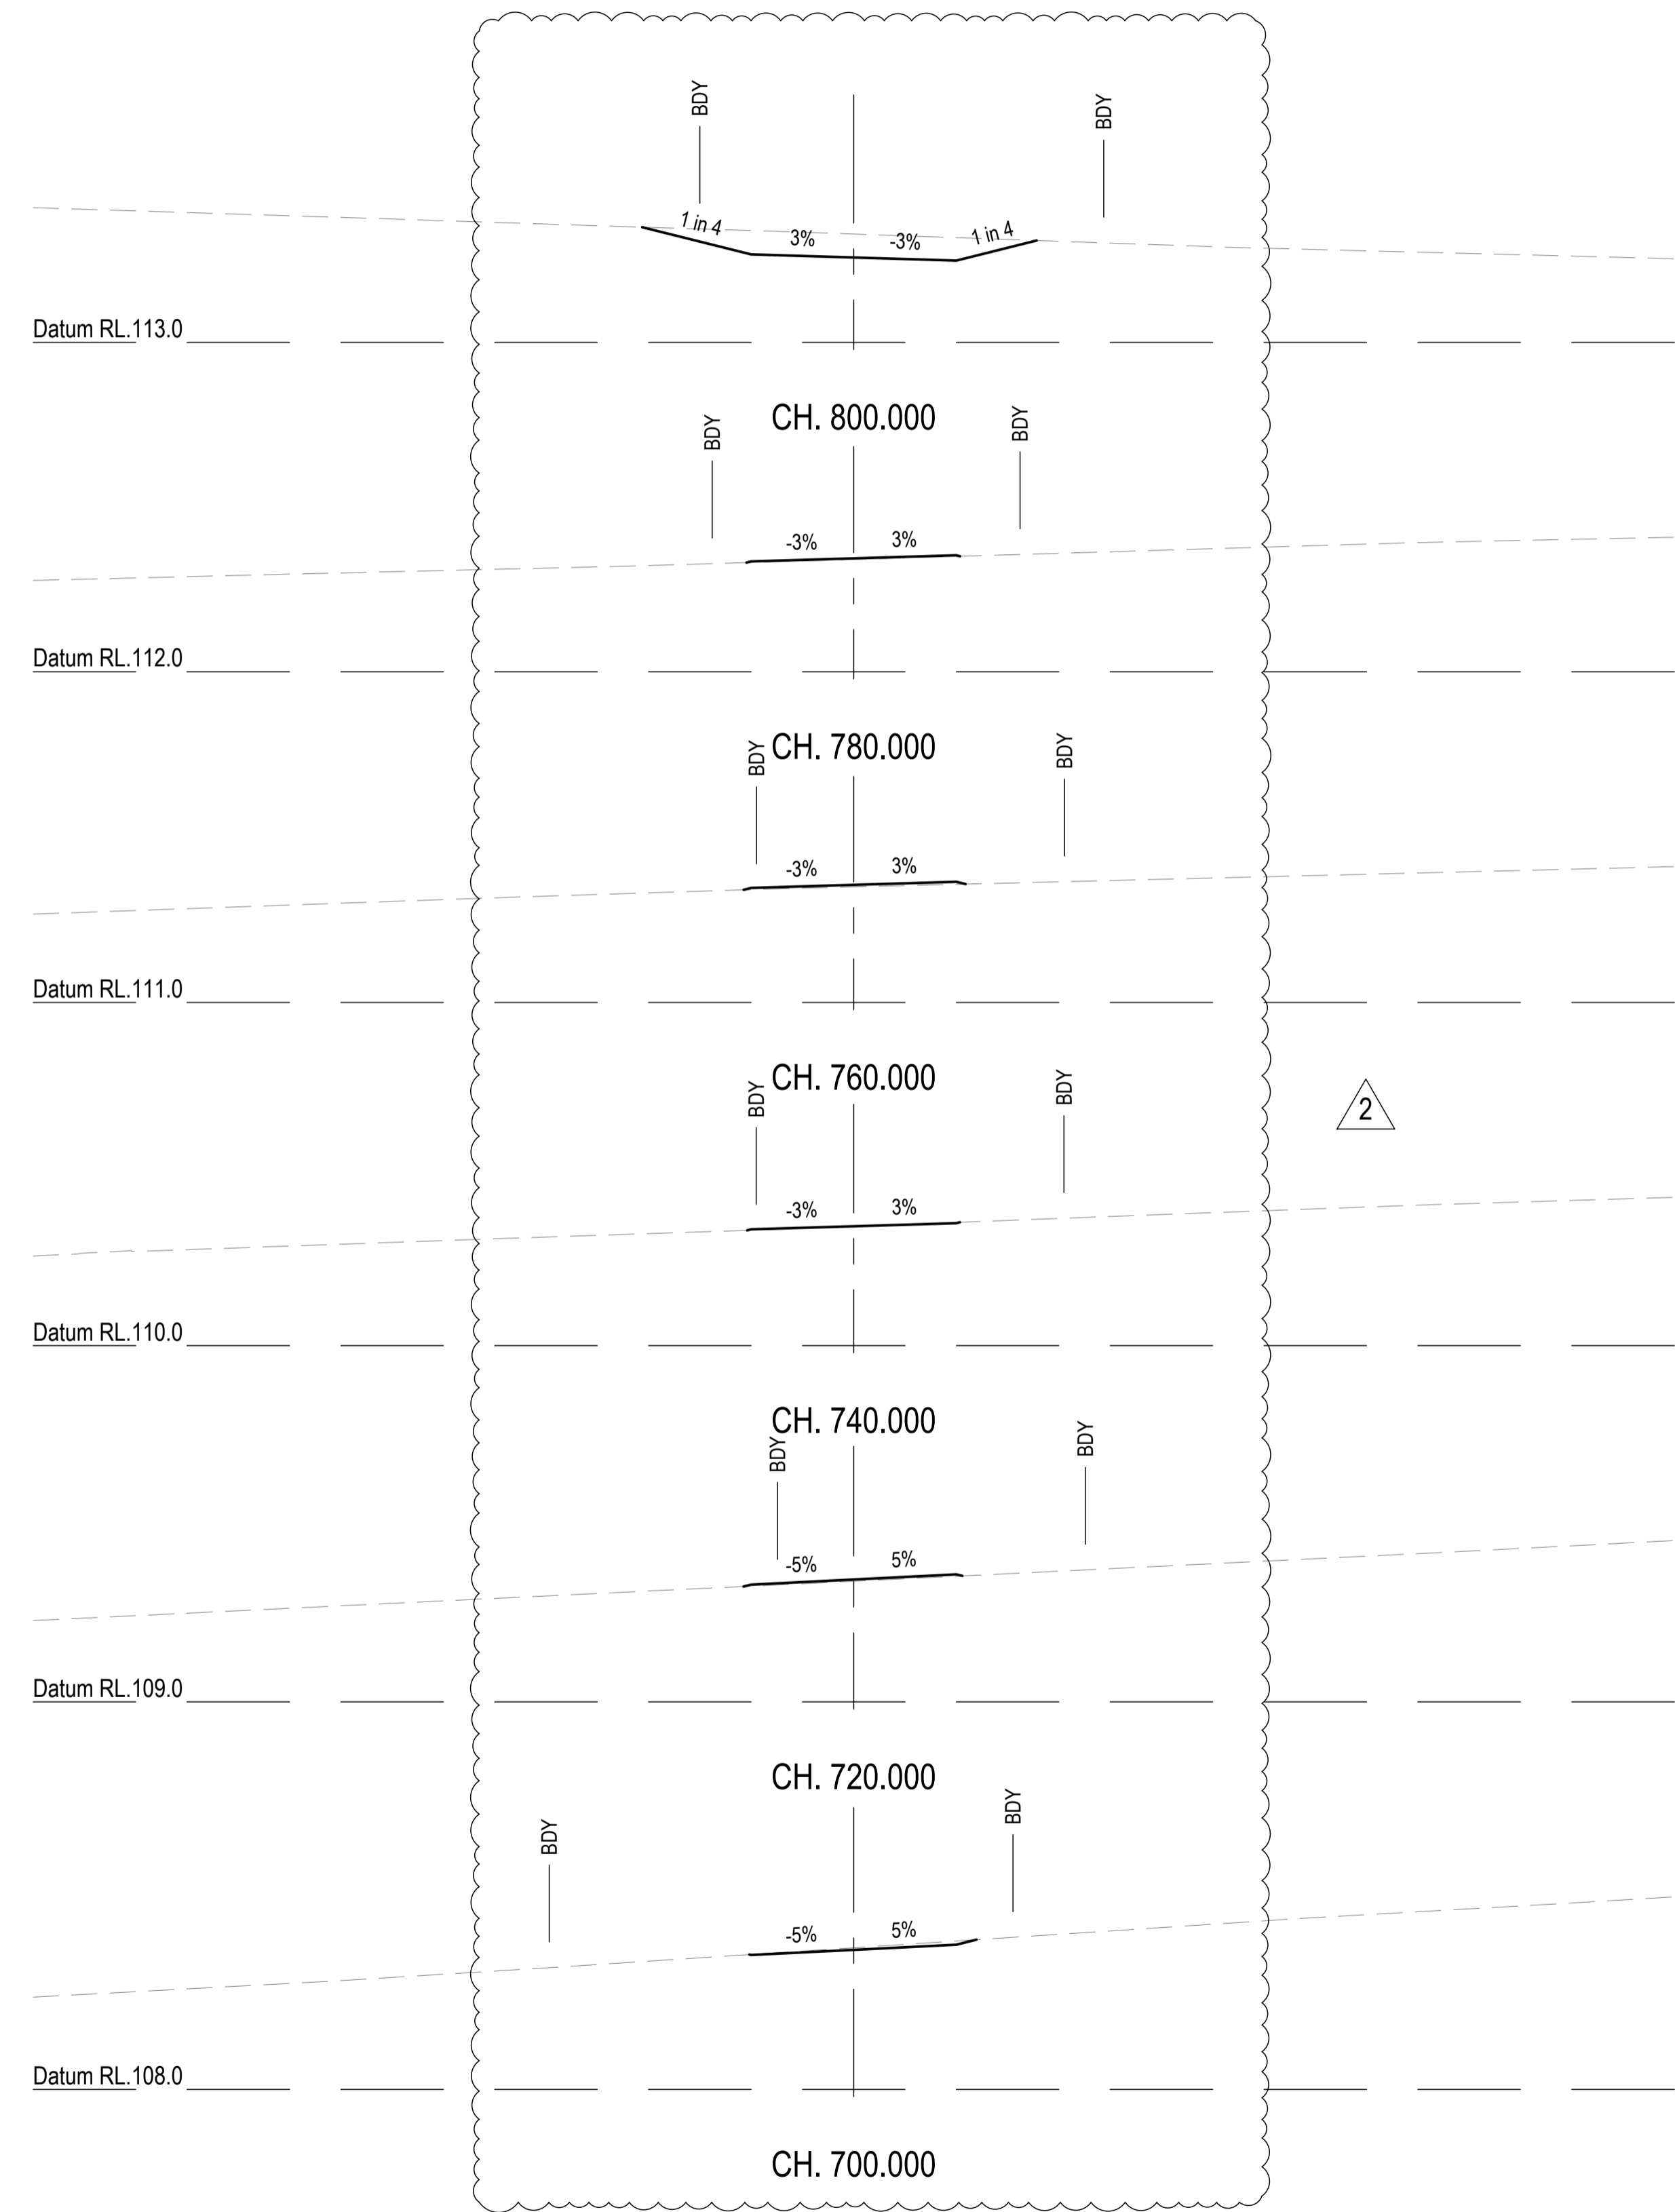 BDY
BDY
1 in 4
3%
-3%
1 in 4
Datum RL.113.0
CH. 800.000
BDY
BDY
-3%
3%
Datum RL.112.0
CH. 780.000
BDY
BDY
-3%
3%
Datum RL.111.0
CH. 760.000
BDY
BDY
2
-3%
3%
Datum RL.110.0
CH. 740.000
BDY
BDY
-5%
5%
Datum RL.109.0
CH. 720.000
BDY
BDY
-5%
5%
Datum RL.108.0
CH. 700.000